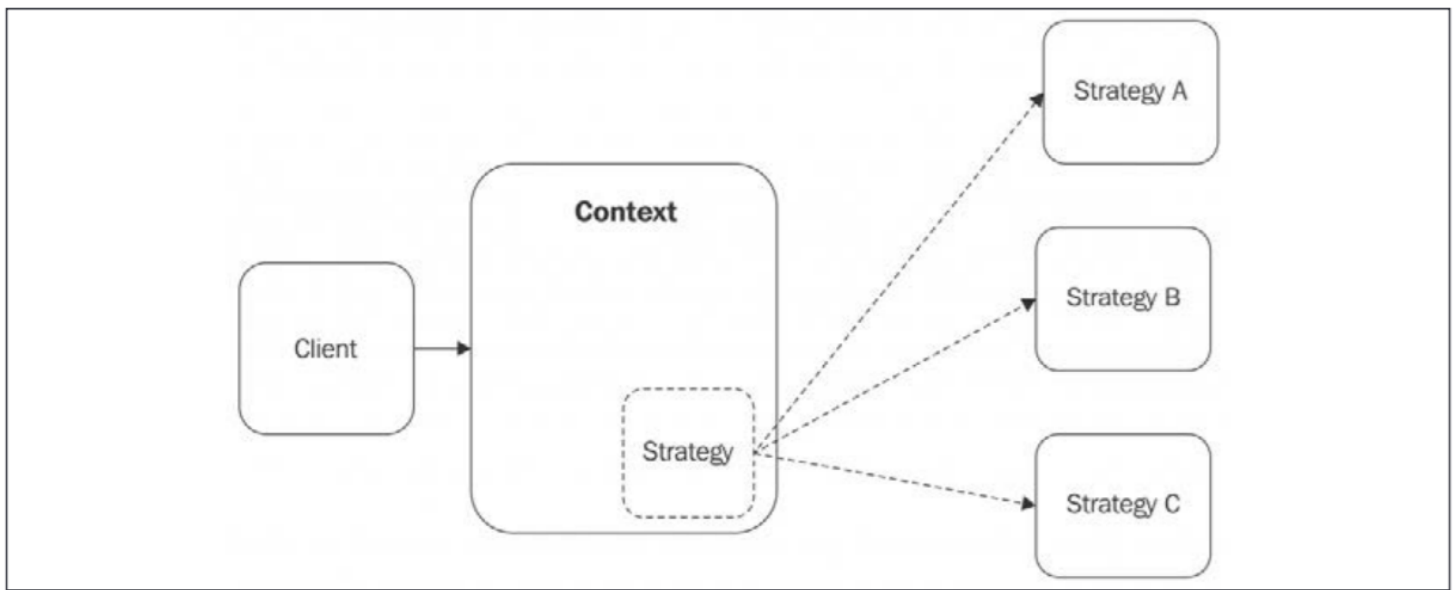 Strategy A
Context
Strategy B
Client
Strategy
Strategy C